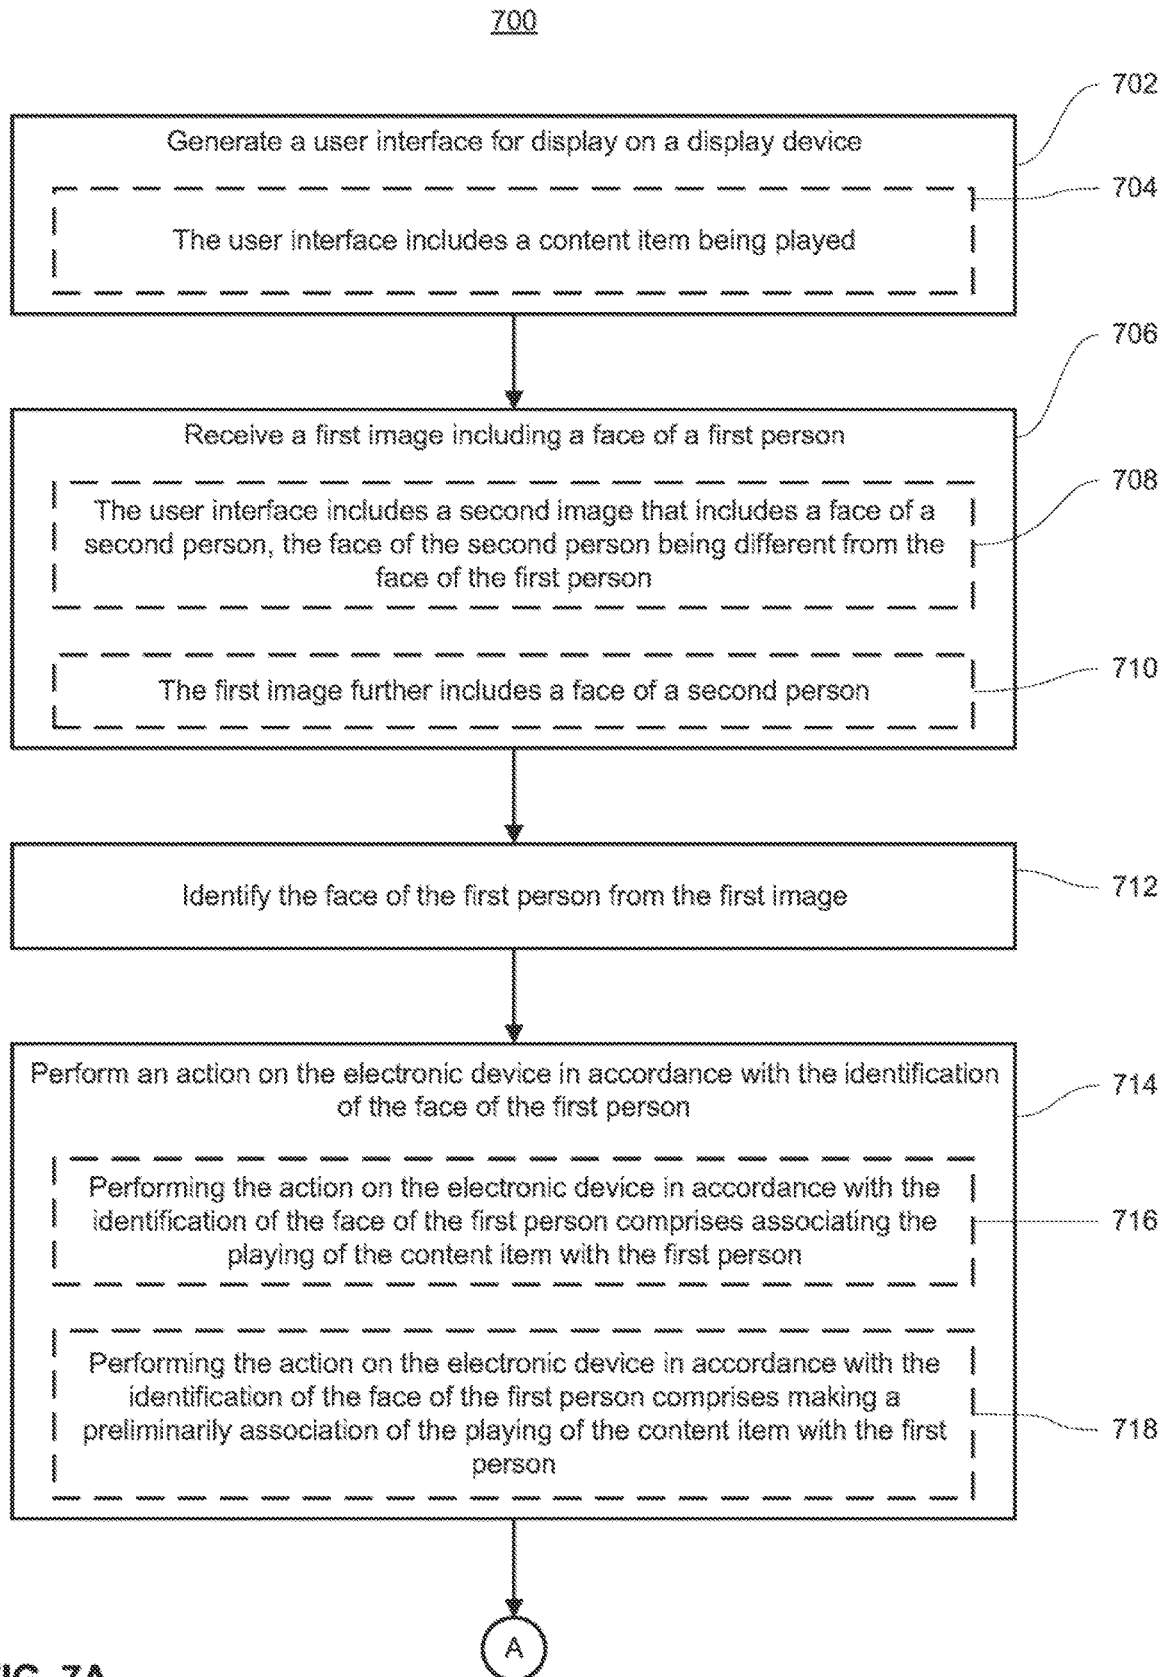 700
702
Generate a user interface for display on a display device
704
The user interface includes a content item being played
706
Receive a first image including a face of a first person
708
The user interface includes a second image that includes a face of a
second person, the face of the second person being different from the
face of the first person
710
The first image further includes a face of a second person
712
Identify the face of the first person from the first image
714
Perform an action on the electronic device in accordance with the identification
of the face of the first person
716
Performing the action on the electronic device in accordance with the
identification of the face of the first person comprises associating the
playing of the content item with the first person
718
Performing the action on the electronic device in accordance with the
identification of the face of the first person comprises making a
preliminarily association of the playing of the content item with the first
person
A